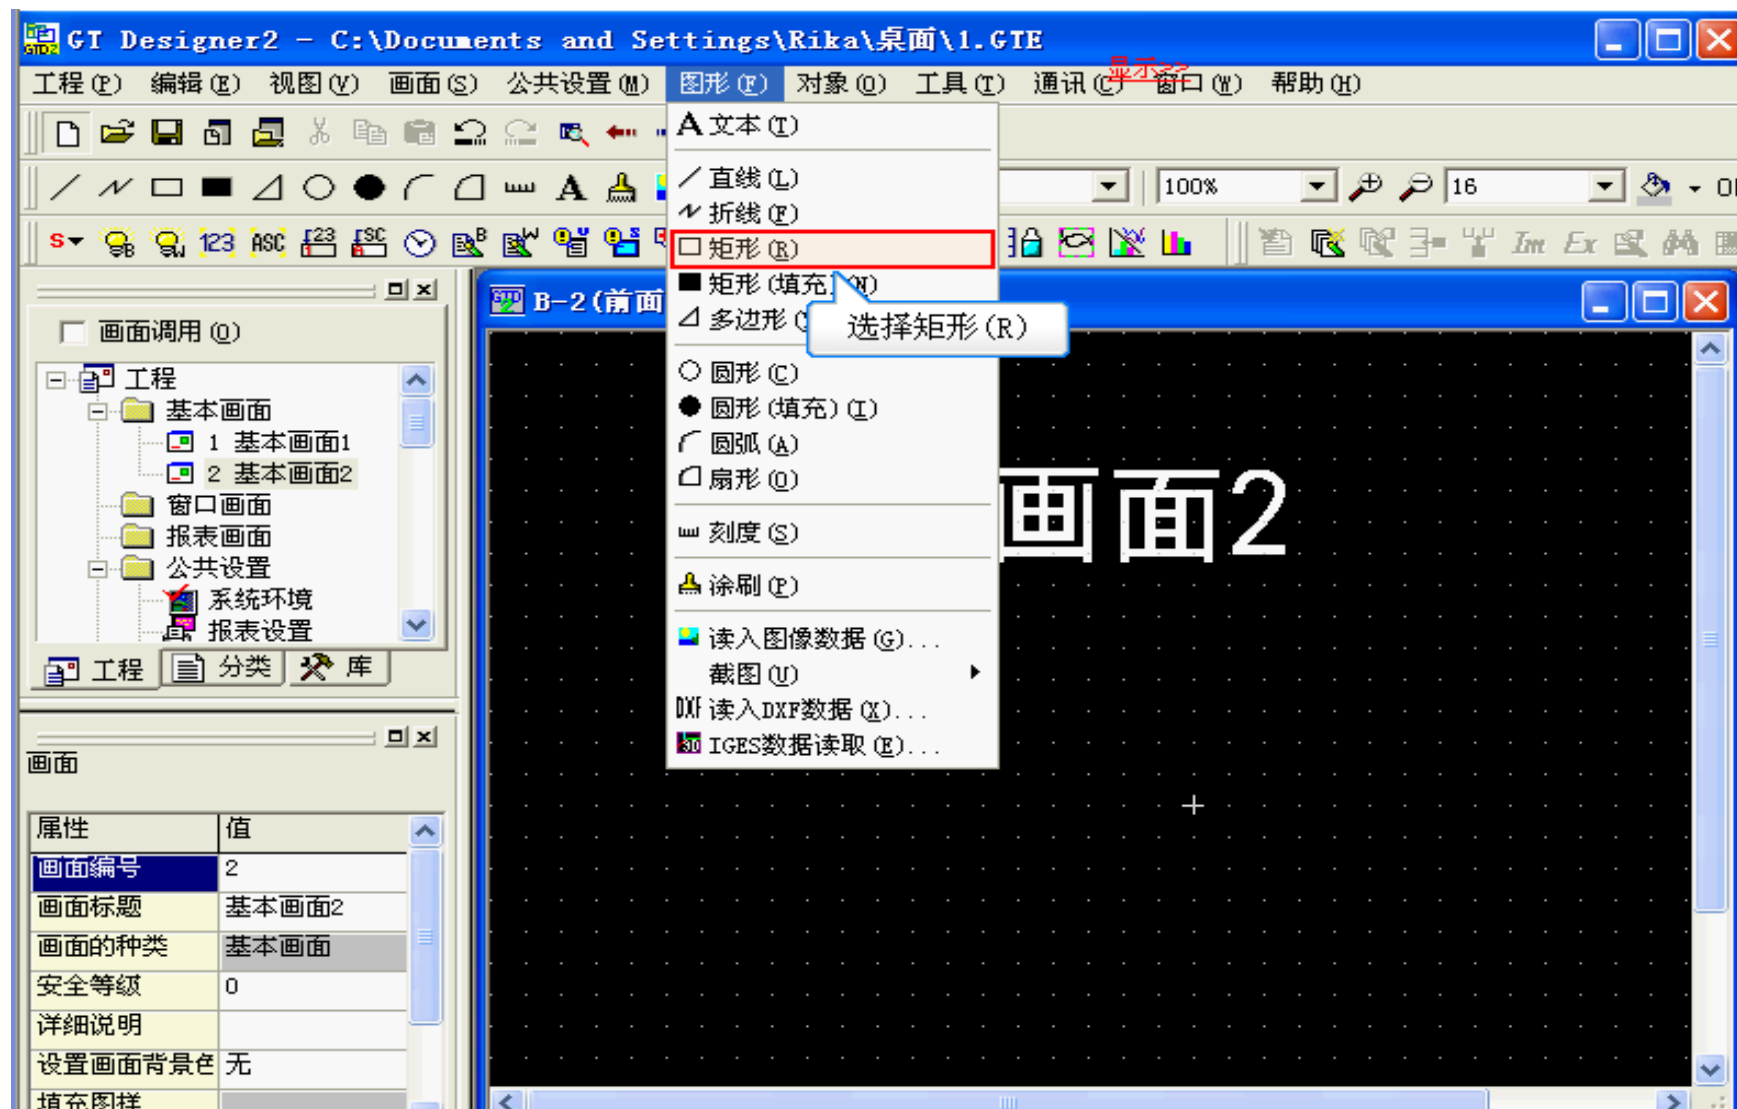 GT Designer2 - C:\Documents and Settings\Rika\桌面\1.GTE
工程(P) 编辑(E) 视图(V) 画面(S) 公共设置(M) 图形(F) 对象(O) 工具(T) 通讯(C) 窗口(W) 帮助(H)
显示>>
文本(T)
直线(L)
折线(F)
矩形(R)
矩形(填充)(N)
多边形
选择矩形(R)
圆形(C)
圆形(填充)(I)
圆弧(A)
扇形(O)
刻度(S)
涂刷(P)
读入图像数据(G)...
截图(U)
DXF 读入DXF数据(X)...
IGES数据读取(E)...
100%
16
123 ASC
Im Ex
B-2(前面
画面调用(O)
工程
基本画面
1 基本画面1
2 基本画面2
窗口画面
报表画面
公共设置
系统环境
报表设置
工程 分类 库
画面2
画面
属性 值
画面编号 2
画面标题 基本画面2
画面的种类 基本画面
安全等级 0
详细说明
设置画面背景色 无
填充图样